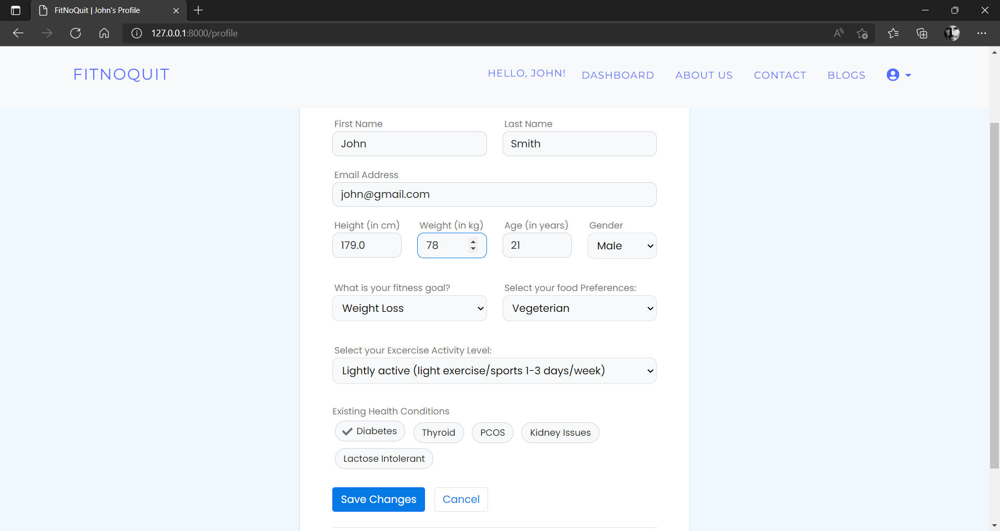 FitNoQuit | John's Profile
127.0.0.1:8000/profile
FITNOQUIT
HELLO, JOHN! DASHBOARD ABOUT US CONTACT BLOGS
First Name Last Name
John Smith
Email Address
john@gmail.com
Height (in cm) Weight (in kg) Age (in years) Gender
179.0 78 21 Male
What is your fitness goal? Select your food Preferences:
Weight Loss Vegeterian
Select your Excercise Activity Level:
Lightly active (light exercise/sports 1-3 days/week)
Existing Health Conditions
Diabetes Thyroid PCOS Kidney Issues
Lactose Intolerant
Save Changes Cancel